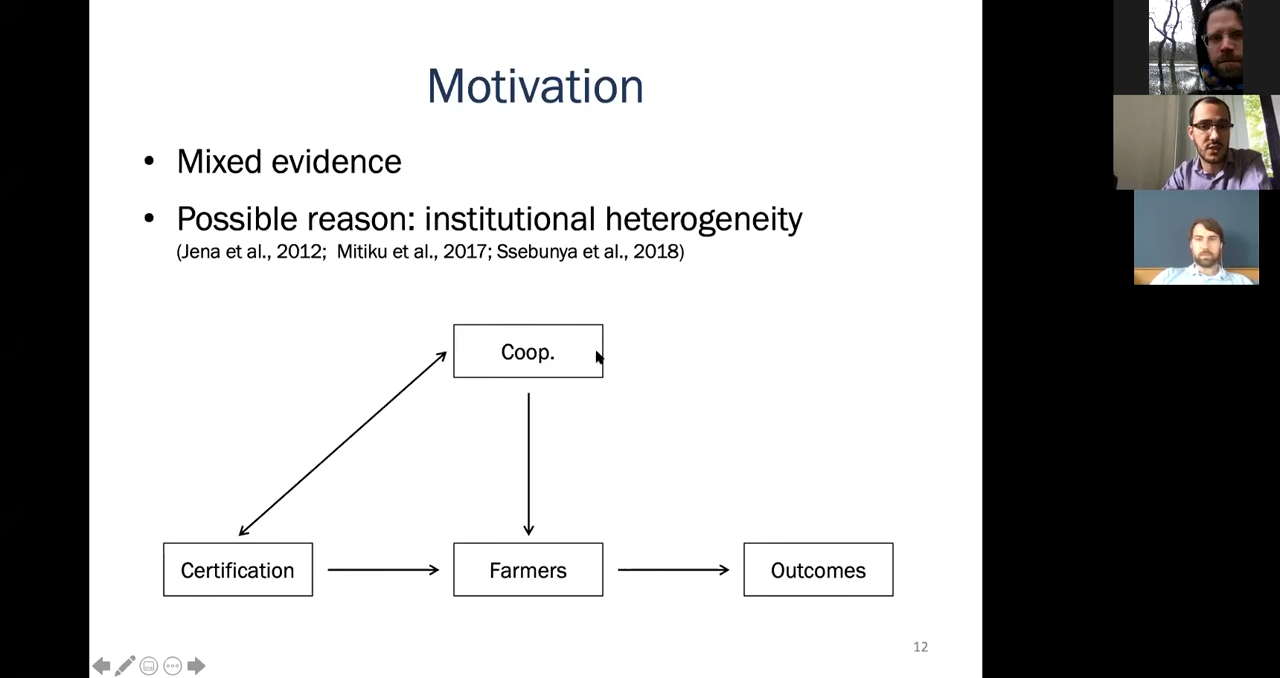 Motivation
• Mixed evidence
• Possible reason: institutional heterogeneity
(Jena et al., 2012; Mitiku et al., 2017; Ssebunya et al., 2018)
Coop.
Certification
Farmers
Outcomes
12